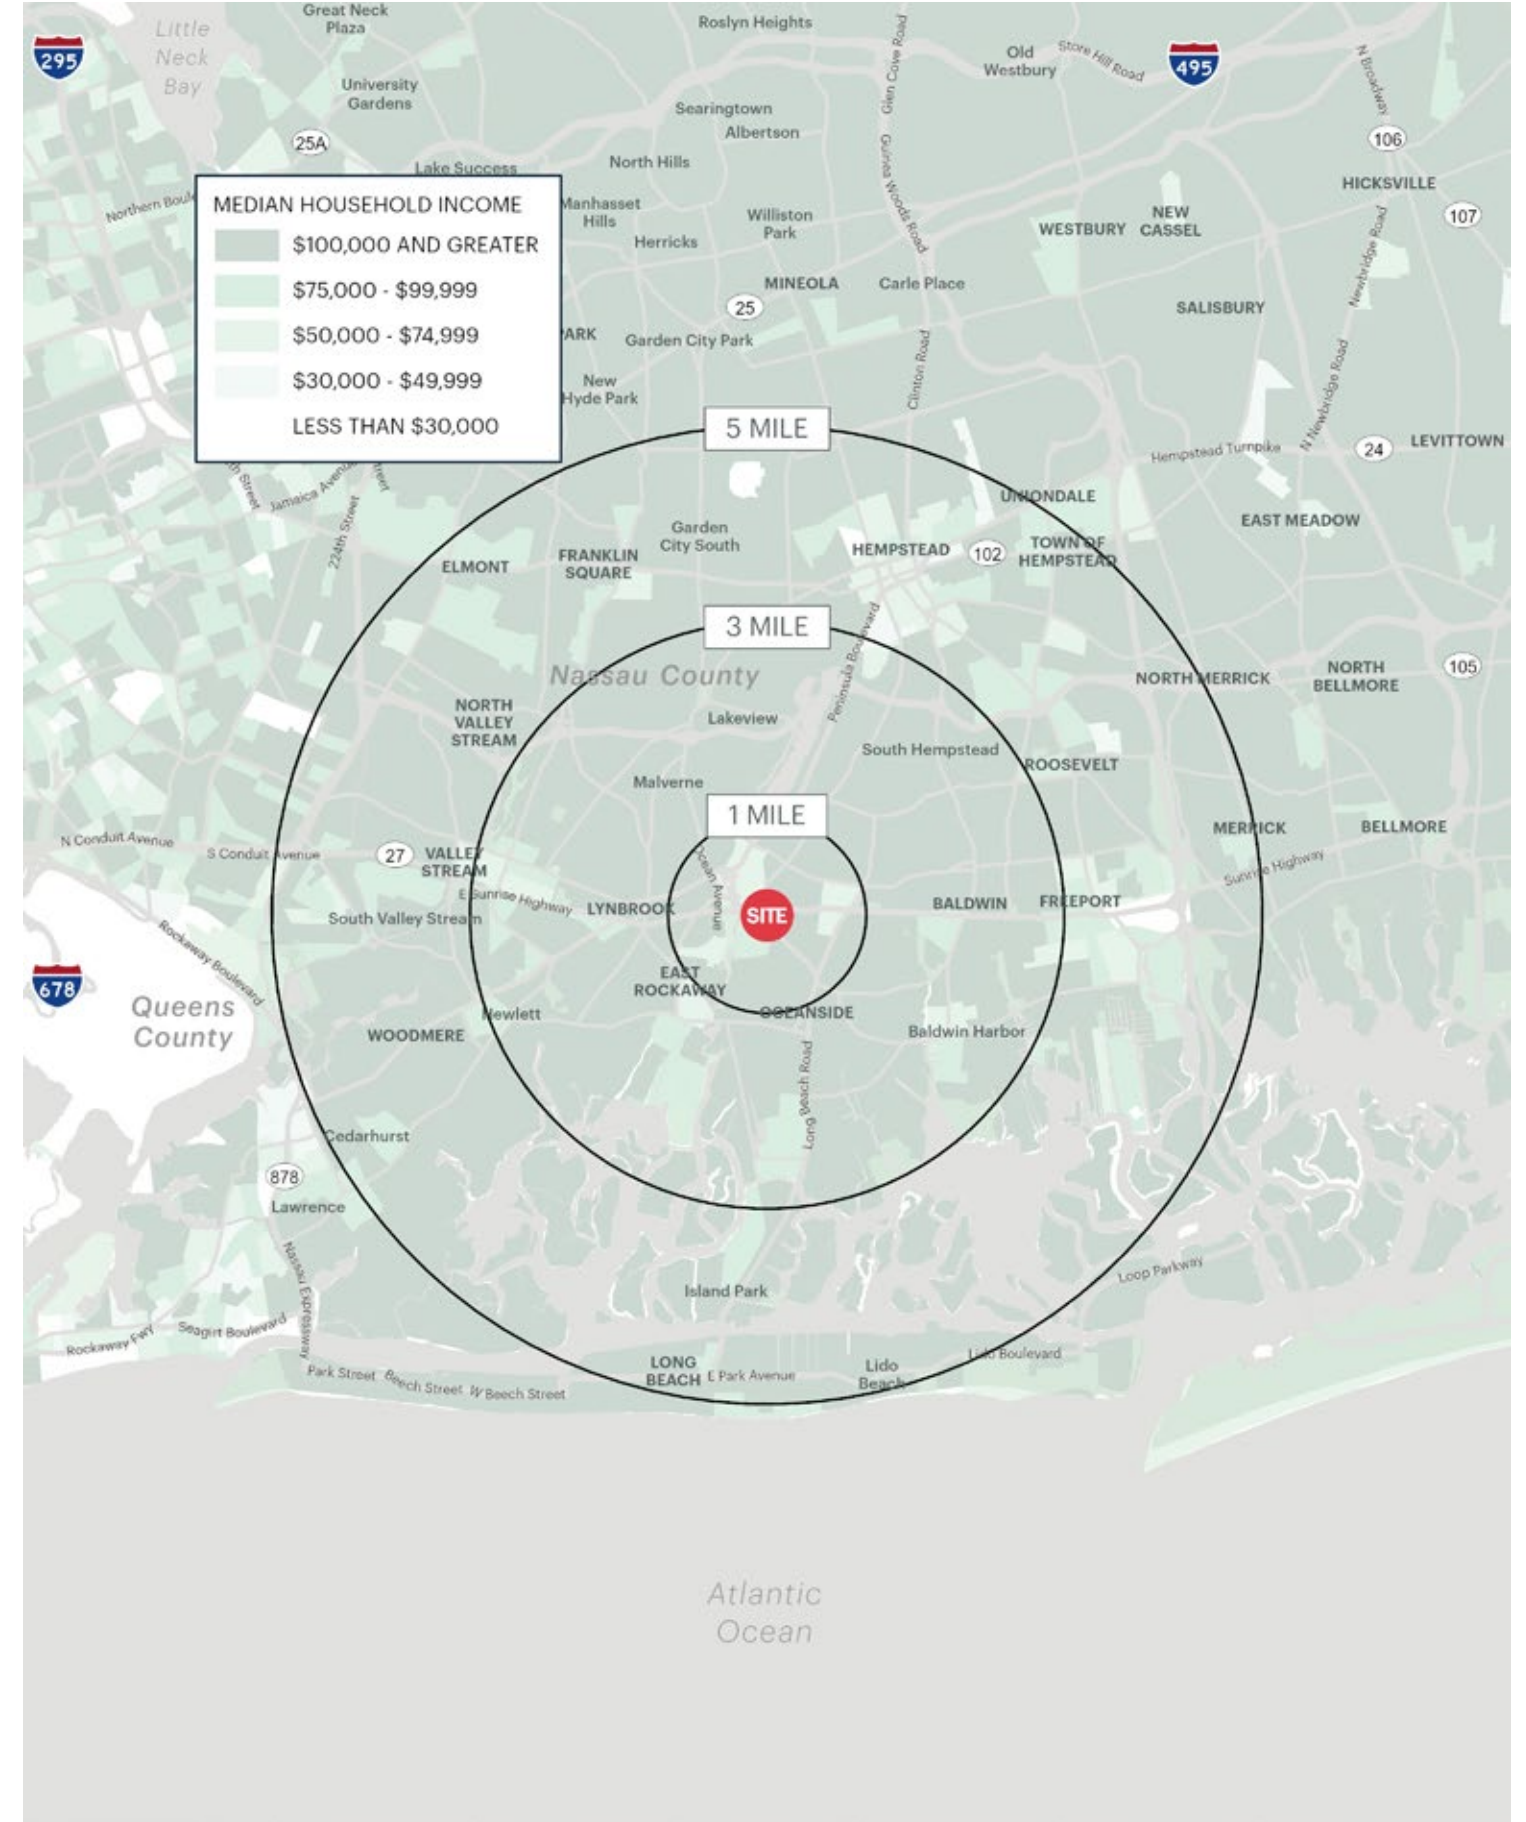 Great Neck
Plaza
Little
Neck
Bay
Roslyn Heights
Glen Cove Road
Old
Westbury
Store Hill Road
495
N Broadway
295
University
Gardens
Searingtown
Albertson
25A
106
Lake Success
North Hills
Guinea Woods Road
HICKSVILLE
Northern Boul
MEDIAN HOUSEHOLD INCOME
$100,000 AND GREATER
$75,000 - $99,999
$50,000 - $74,999
$30,000 - $49,999
LESS THAN $30,000
Manhasset
Hills
Herricks
Williston
Park
WESTBURY
NEW
CASSEL
107
Newbridge Road
MINEOLA
Carle Place
SALISBURY
25
PARK
Garden City Park
Clinton Road
New
Hyde Park
N Newbridge Road
5 MILE
Hempstead Turnpike
24
LEVITTOWN
th Street
Jamaica Avenue
treet
224th Street
UNIONDALE
EAST MEADOW
Garden
City South
ELMONT
FRANKLIN
SQUARE
HEMPSTEAD
102
TOWN OF
HEMPSTEAD
3 MILE
Peninsula Boulevard
Nassau County
NORTH MERRICK
NORTH
BELLMORE
105
NORTH
VALLEY
STREAM
Lakeview
South Hempstead
ROOSEVELT
Malverne
1 MILE
MERRICK
BELLMORE
N Conduit Avenue
S Conduit Avenue
27
VALLEY
STREAM
Ocean Avenue
Sunrise Highway
E Sunrise Highway
LYNBROOK
SITE
BALDWIN
FREEPORT
South Valley Stream
Rockaway Boulevard
678
Queens
County
EAST
ROCKAWAY
Hewlett
OCEANSIDE
WOODMERE
Baldwin Harbor
Long Beach Road
Cedarhurst
878
Lawrence
Nassau Expressway
Island Park
Loop Parkway
Rockaway Fwy
Seagirt Boulevard
Lido Boulevard
Park Street
Beech Street
W Beech Street
LONG
BEACH
E Park Avenue
Lido
Beach
Atlantic
Ocean